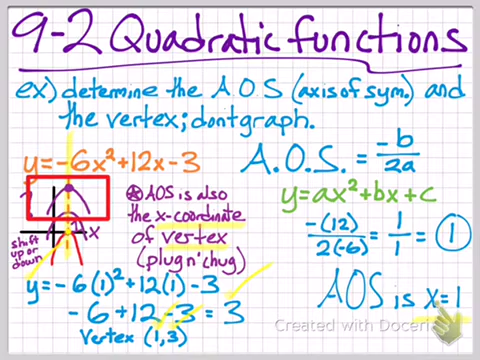 9-2 Quadratic functions
ex) determine the A.O.S (axis of sym.) and
the vertex; dont graph.
y=-6x²+12x-3
A.O.S. = -b/2a
y=ax²+bx+c
⊛AOS is also
the x-coordinate
of vertex
(plug n' chug)
x
shift
up or
down
-(12)/2(-6) = 1/1 = 1
y=-6(1)²+12(1)-3
-6+12-3=3
Vertex (1,3)
AOS is x=1
Created with Doceri